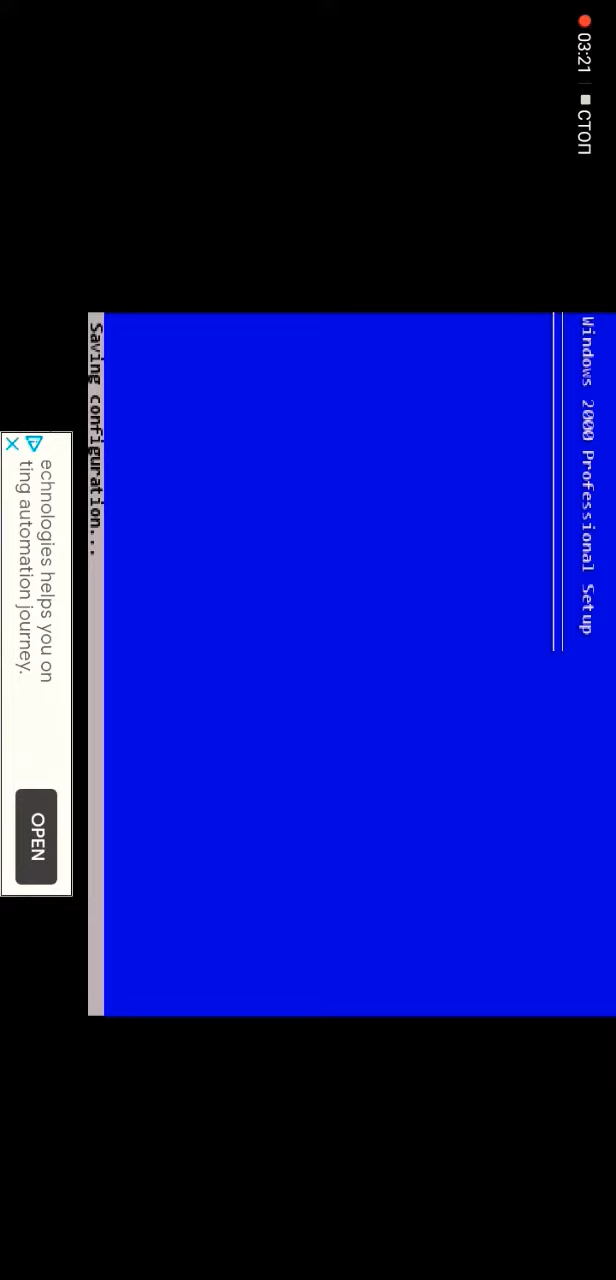 03:21 СТОП
Windows 2000 Professional Setup
Saving configuration...
echnologies helps you on
ting automation journey.
OPEN